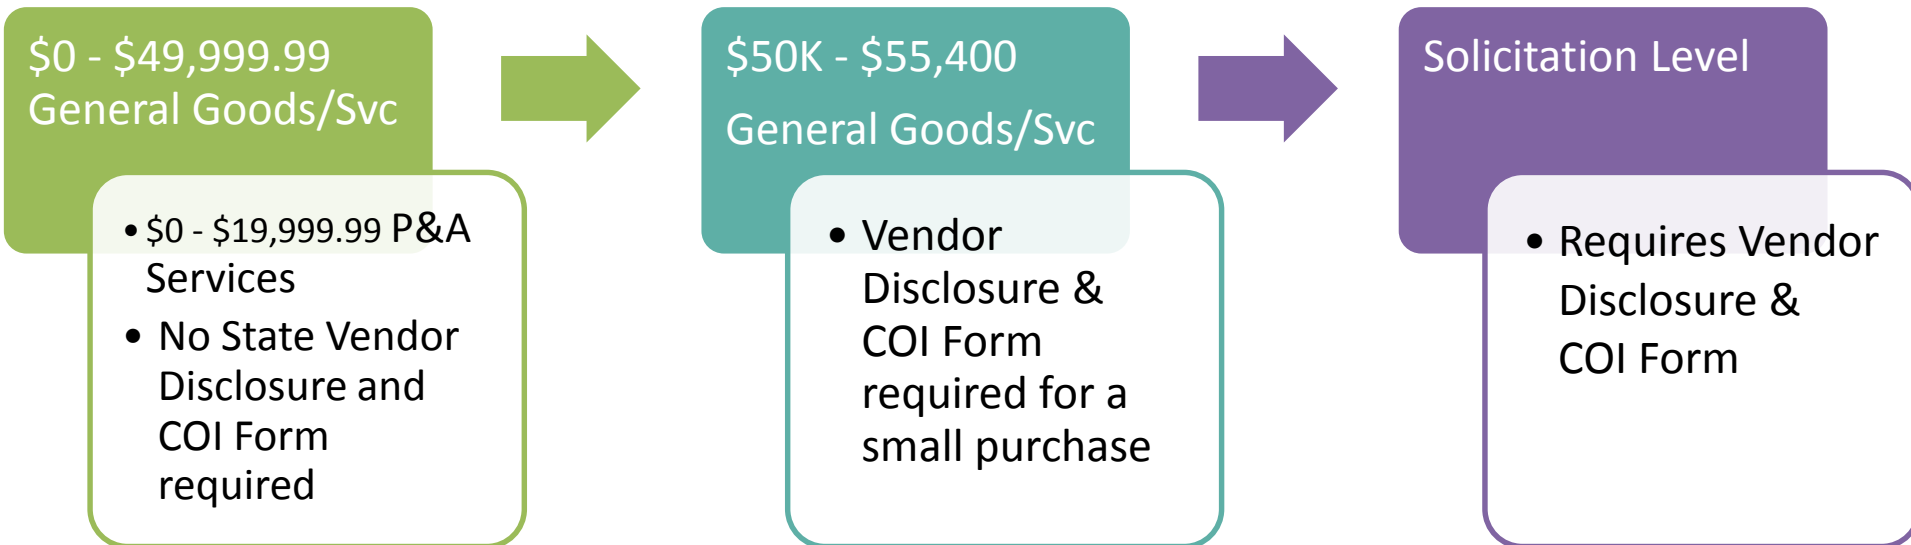 $0 - $49,999.99
General Goods/Svc
• $0 - $19,999.99 P&A
Services
• No State Vendor
Disclosure and
COI Form
required
$50K - $55,400
General Goods/Svc
• Vendor
Disclosure &
COI Form
required for a
small purchase
Solicitation Level
• Requires Vendor
Disclosure &
COI Form